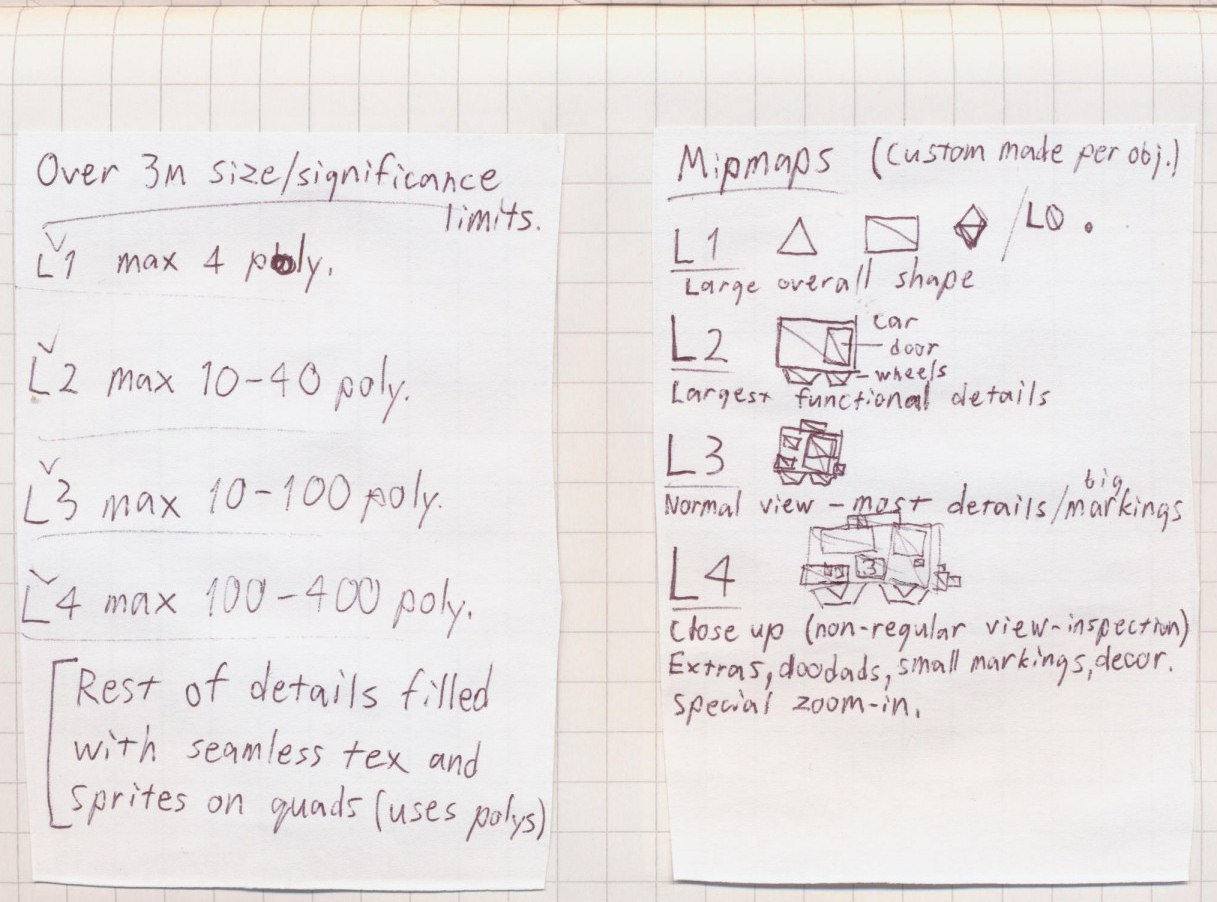 Over 3m size/significance
limits.
L1 max 4 poly.
L2 max 10-40 poly.
L3 max 10-100 poly.
L4 max 100-400 poly.
Rest of details filled
with seamless tex and
sprites on quads (uses polys)
Mipmaps (Custom made per obj.)
L1 / L0 .
Large overall shape
L2 car
door
wheels
Largest functional details
L3
big
Normal view - most details/markings
L4 3
Close up (non-regular view-inspection)
Extras, doodads, small markings, decor.
Special zoom-in.